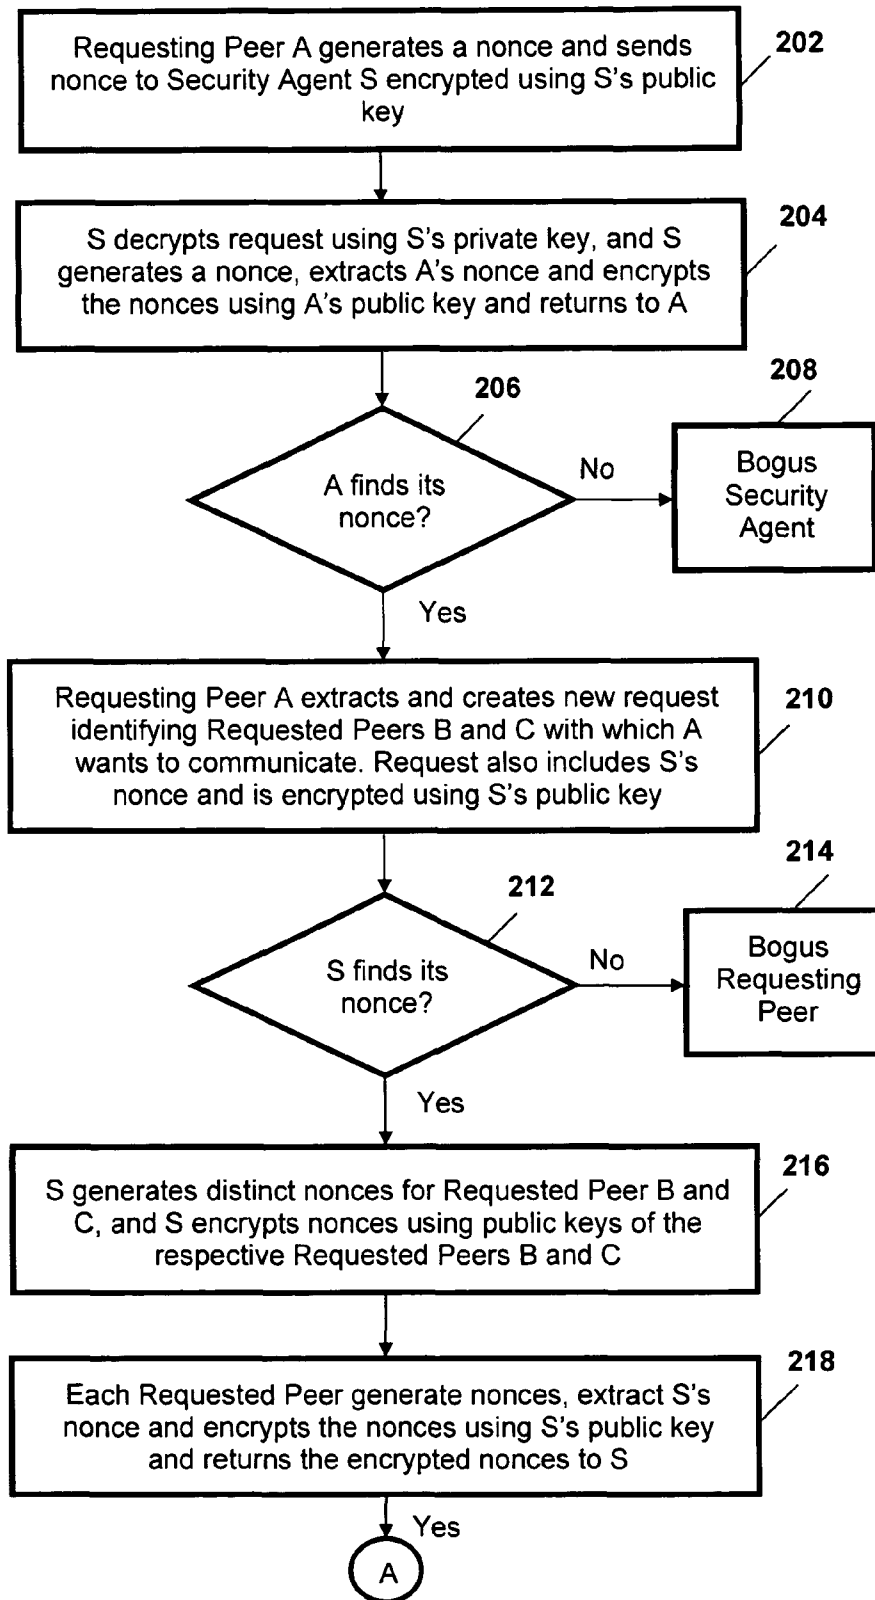 Requesting Peer A generates a nonce and sends
nonce to Security Agent S encrypted using S's public
key
202
S decrypts request using S's private key, and S
generates a nonce, extracts A's nonce and encrypts
the nonces using A's public key and returns to A
204
206
A finds its
nonce?
No
208
Bogus
Security
Agent
Yes
Requesting Peer A extracts and creates new request
identifying Requested Peers B and C with which A
wants to communicate. Request also includes S's
nonce and is encrypted using S's public key
210
212
S finds its
nonce?
No
214
Bogus
Requesting
Peer
Yes
S generates distinct nonces for Requested Peer B and
C, and S encrypts nonces using public keys of the
respective Requested Peers B and C
216
Each Requested Peer generate nonces, extract S's
nonce and encrypts the nonces using S's public key
and returns the encrypted nonces to S
218
Yes
A